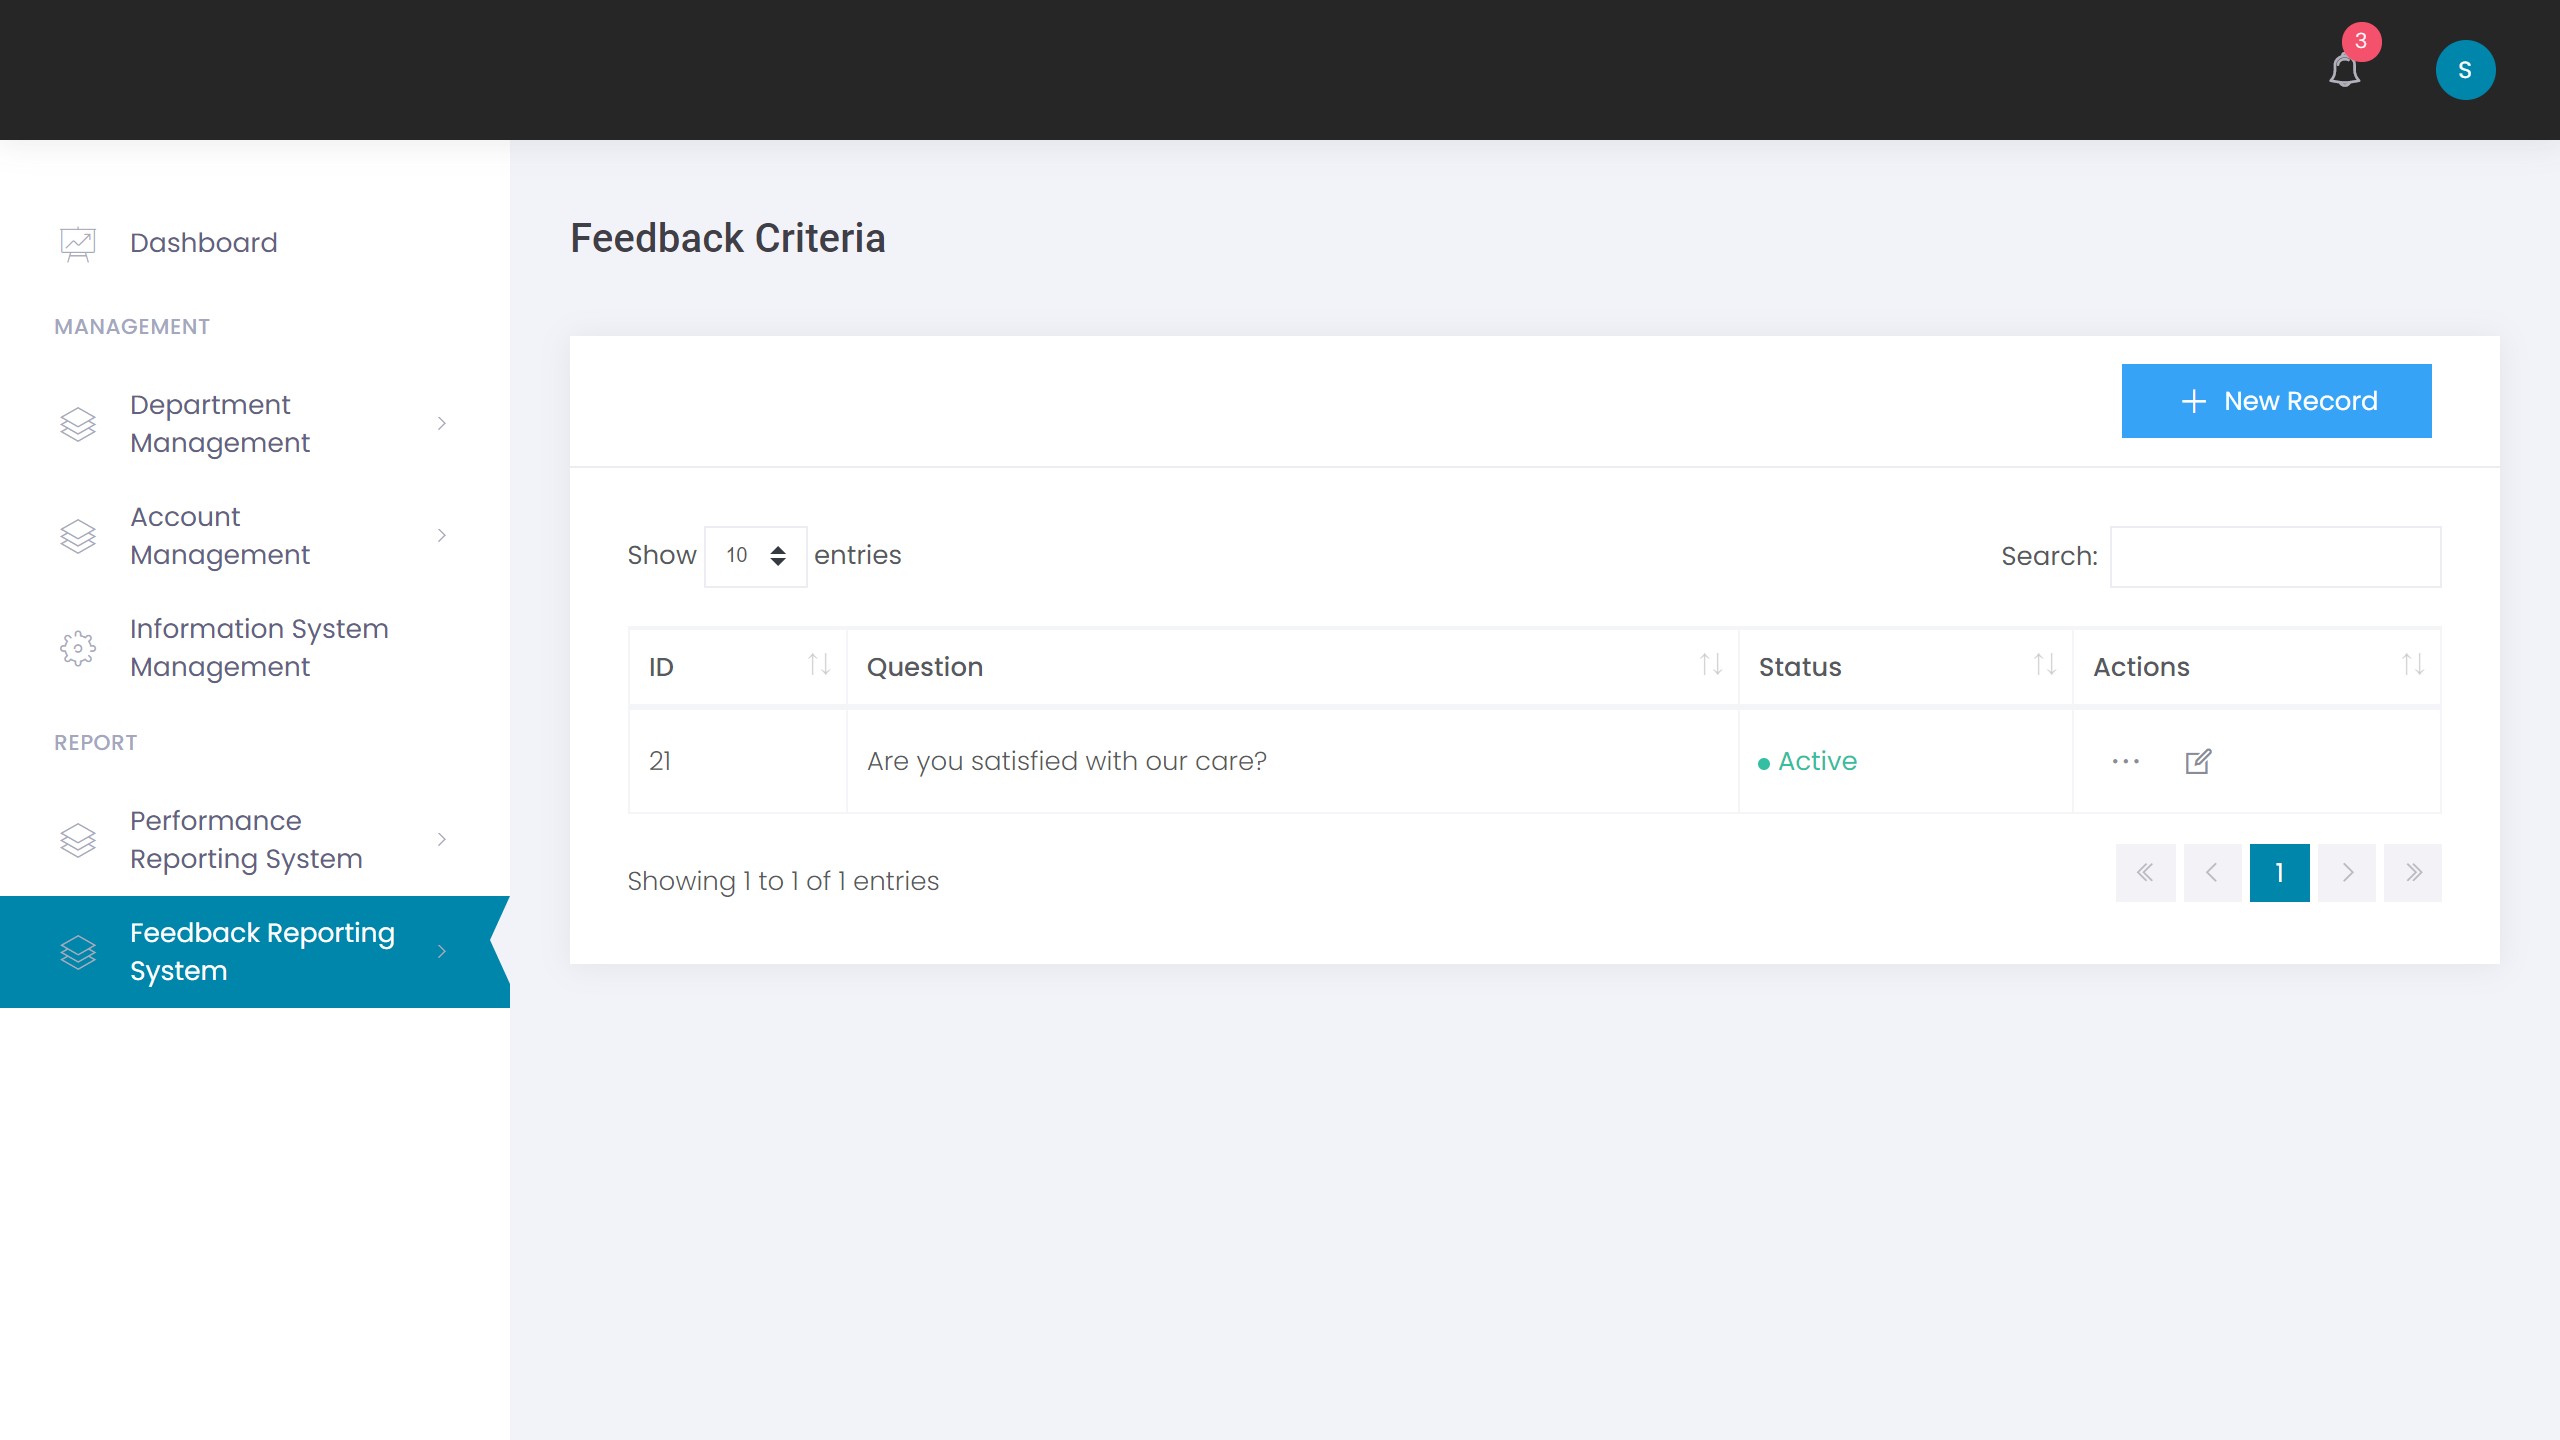 3
S
Dashboard
MANAGEMENT
Department
Management
Account
Management
Information System
Management
REPORT
Performance
Reporting System
Feedback Reporting
System
Feedback Criteria
New Record
Show 10 entries
Search:
ID Question Status Actions
21 Are you satisfied with our care? Active
Showing 1 to 1 of 1 entries
1